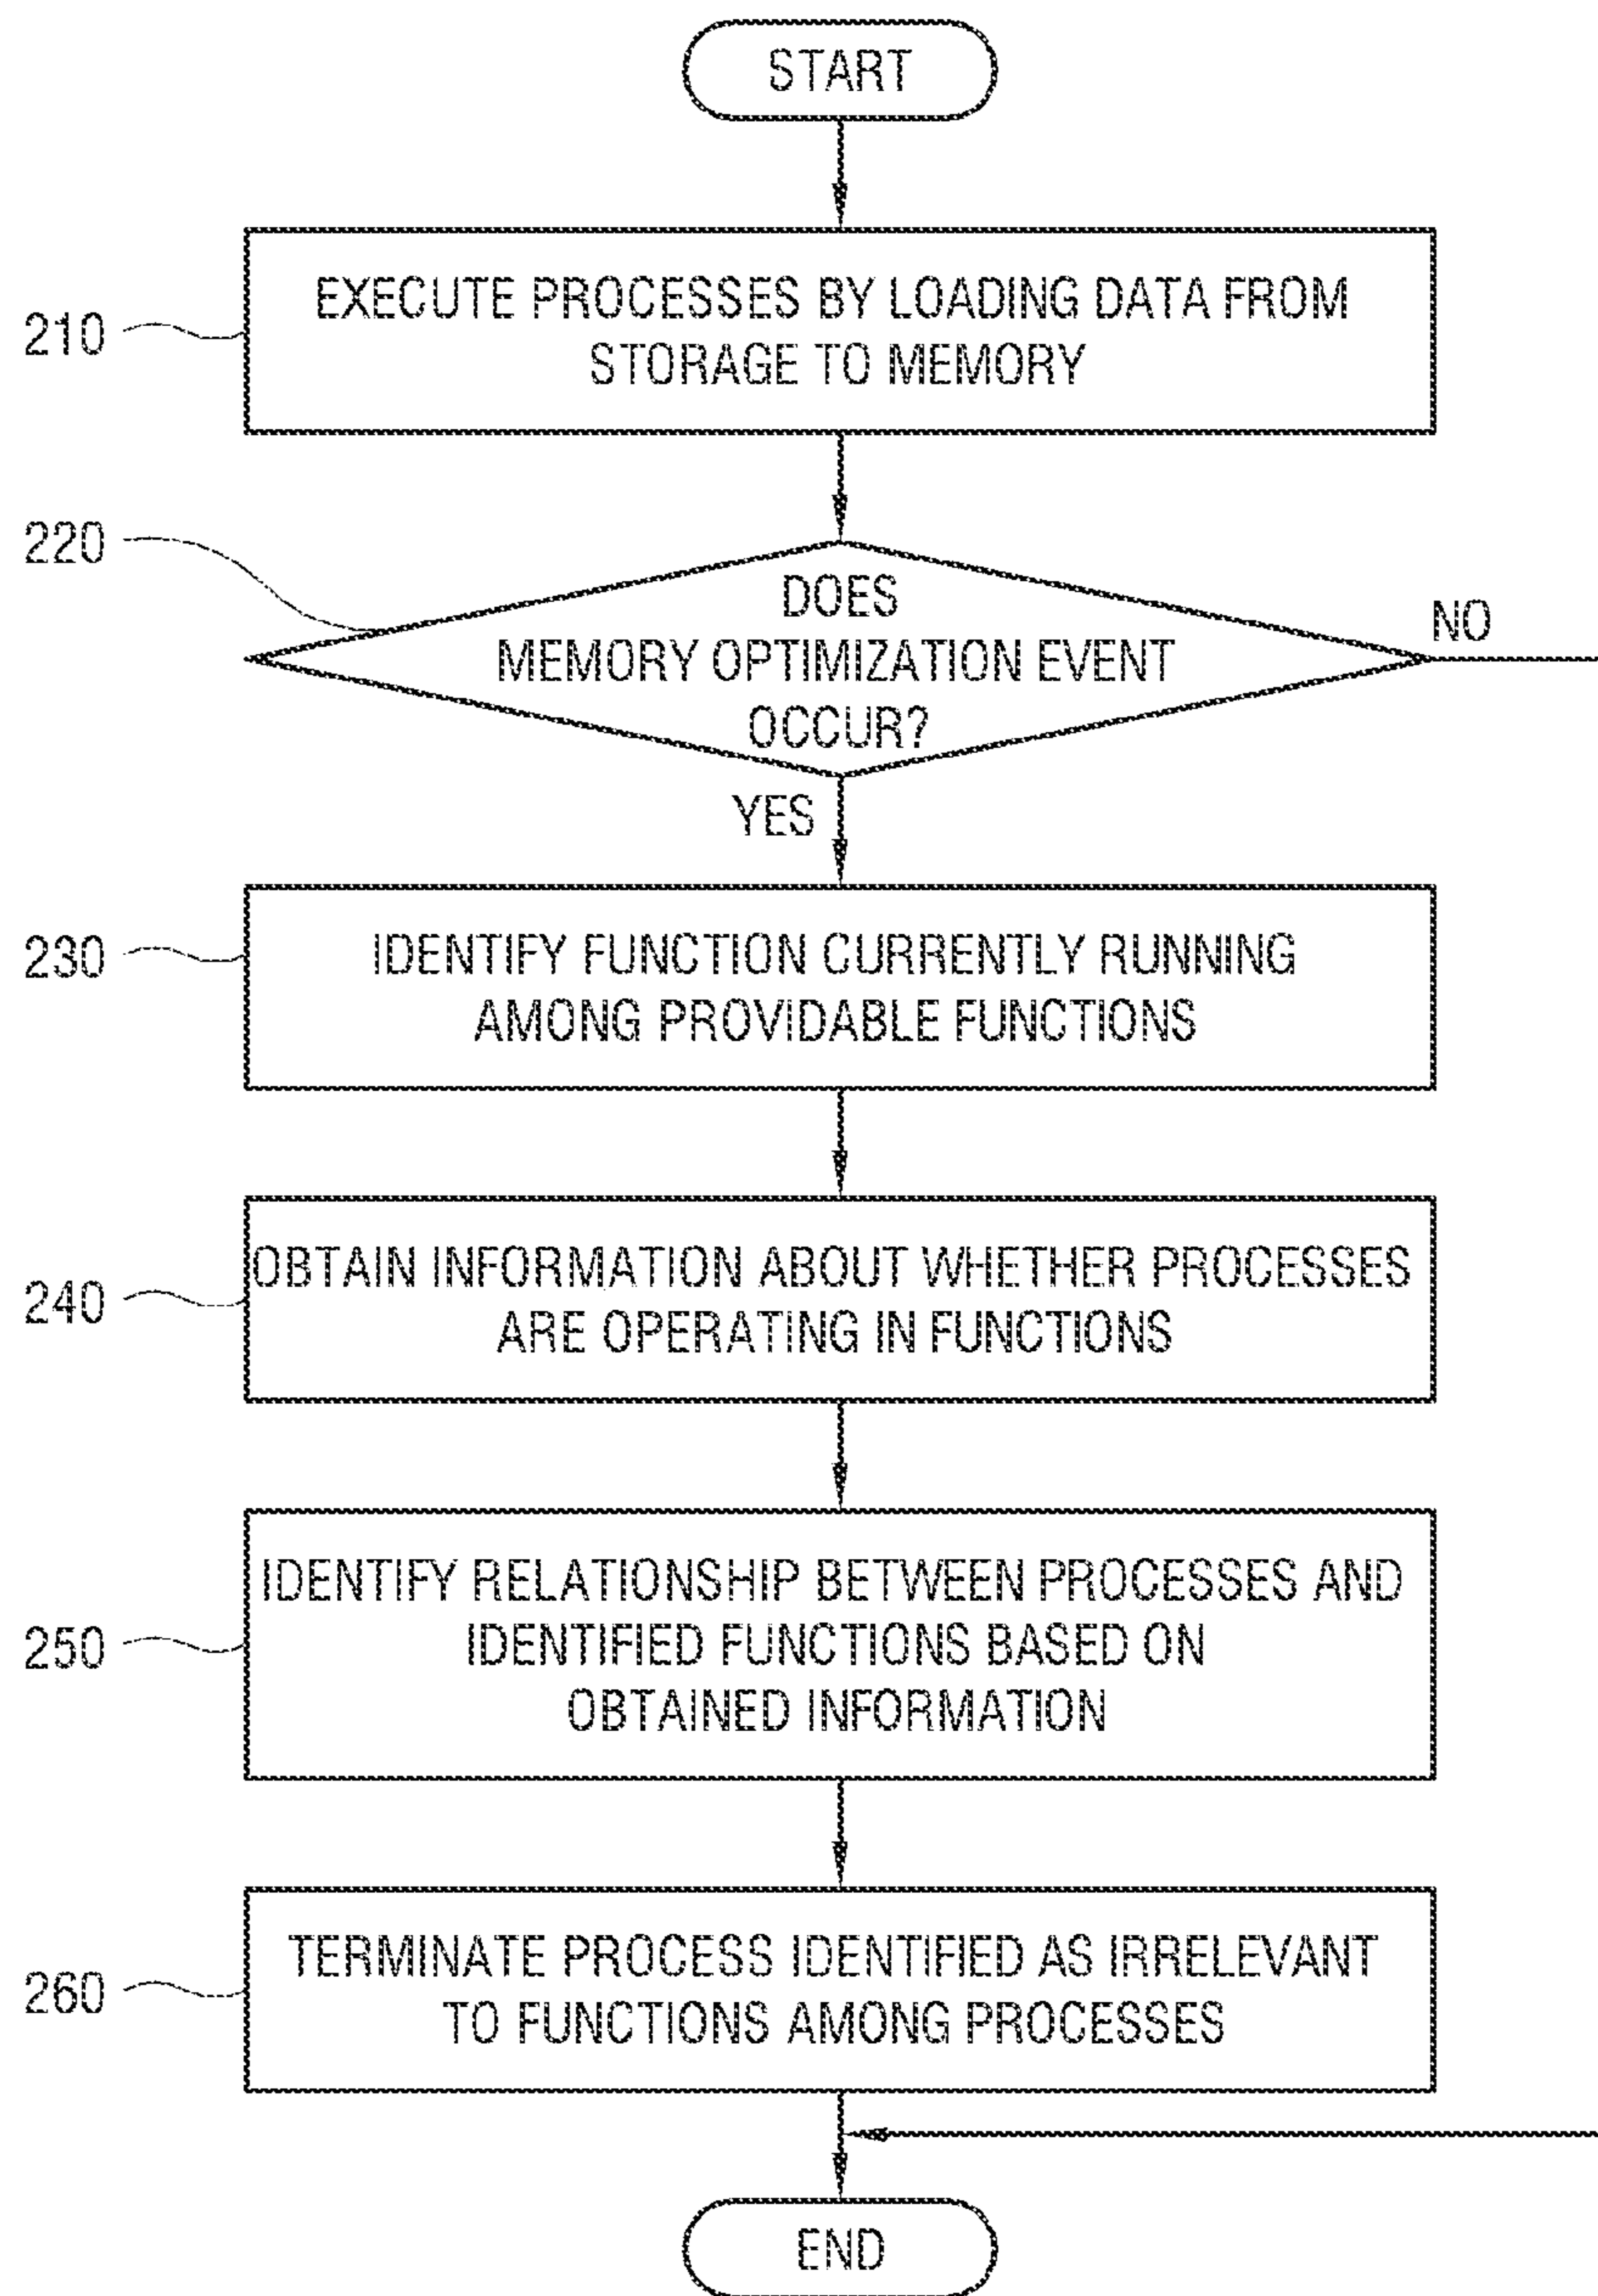 START
210
EXECUTE PROCESSES BY LOADING DATA FROM
STORAGE TO MEMORY
220
DOES
MEMORY OPTIMIZATION EVENT
OCCUR?
NO
YES
230
IDENTIFY FUNCTION CURRENTLY RUNNING
AMONG PROVIDABLE FUNCTIONS
240
OBTAIN INFORMATION ABOUT WHETHER PROCESSES
ARE OPERATING IN FUNCTIONS
250
IDENTIFY RELATIONSHIP BETWEEN PROCESSES AND
IDENTIFIED FUNCTIONS BASED ON
OBTAINED INFORMATION
260
TERMINATE PROCESS IDENTIFIED AS IRRELEVANT
TO FUNCTIONS AMONG PROCESSES
END